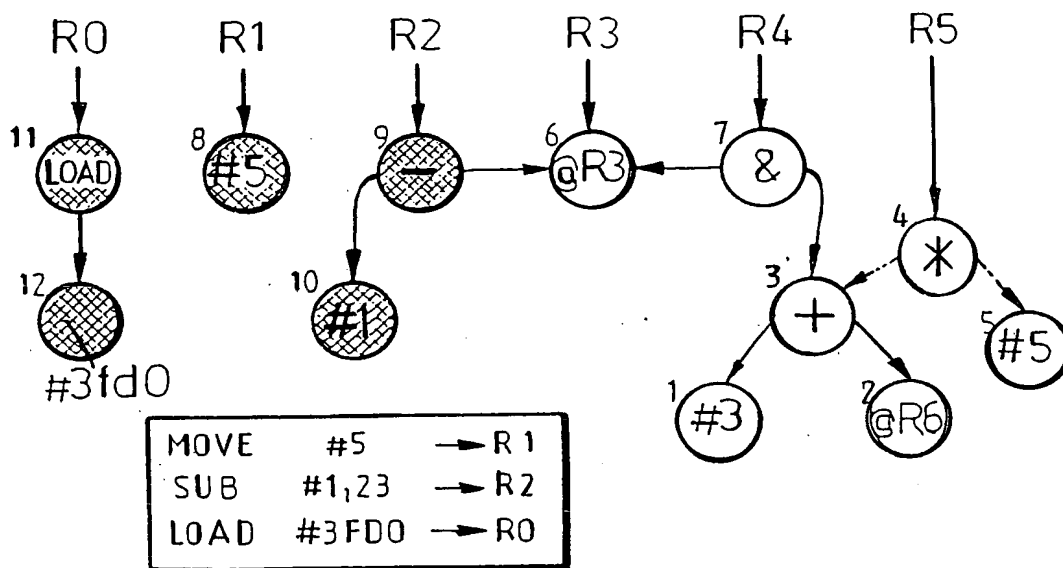 R0 R1 R2 R3 R4 R5
11 LOAD 8 #5 9 - 6 @R3 7 &
4 *
12 #3fd0 10 #1 3 + 5 #5
1 #3 2 @R6
MOVE #5 → R1
SUB #1,23 → R2
LOAD #3FD0 → R0